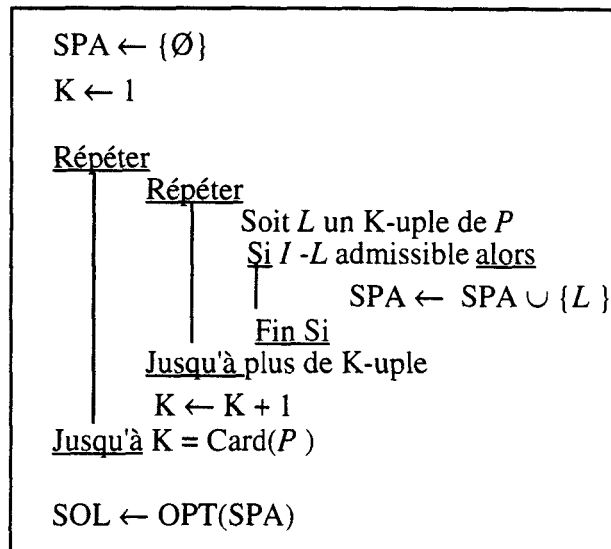 SPA ← {Ø}
K ← 1
Répéter
Répéter
Soit L un K-uple de P
Si I -L admissible alors
SPA ← SPA ∪ {L }
Fin Si
Jusqu'à plus de K-uple
K ← K + 1
Jusqu'à K = Card(P )
SOL ← OPT(SPA)